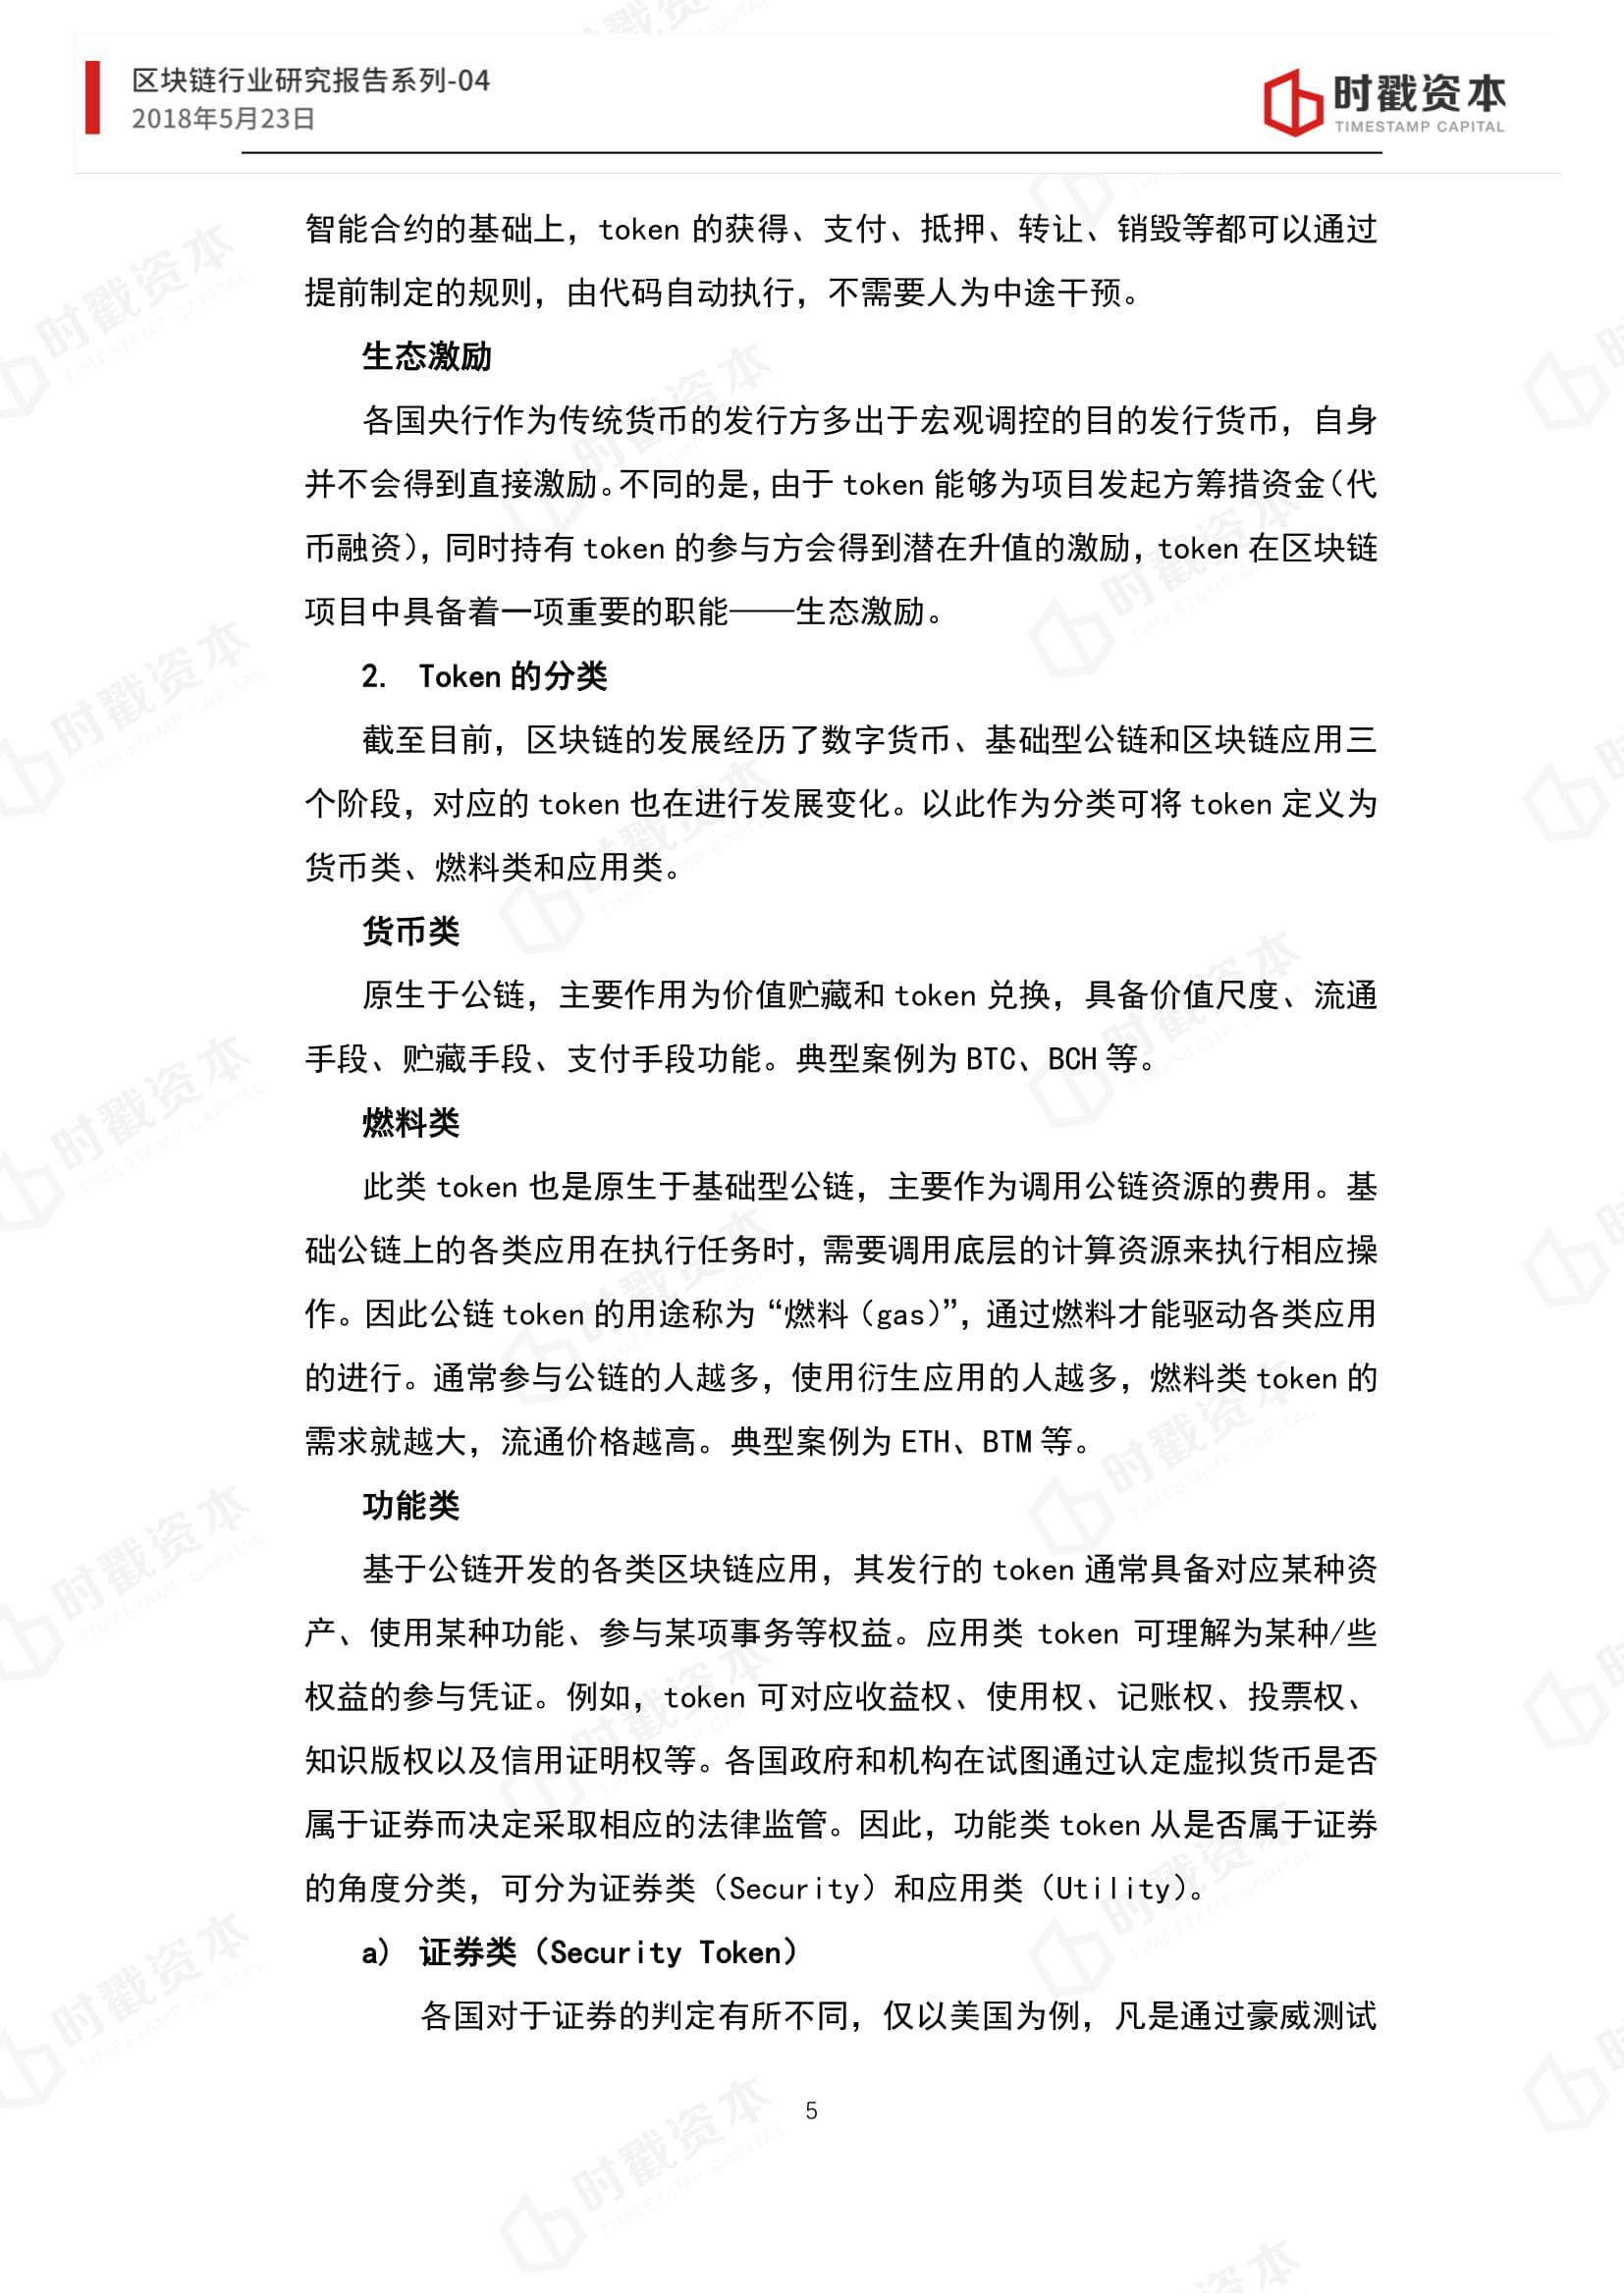 区块链行业研究报告系列-04
2018年5月23日
时戳资本
TIMESTAMP CAPITAL
智能合约的基础上，token 的获得、支付、抵押、转让、销毁等都可以通过
提前制定的规则，由代码自动执行，不需要人为中途干预。
生态激励
各国央行作为传统货币的发行方多出于宏观调控的目的发行货币，自身
并不会得到直接激励。不同的是，由于 token 能够为项目发起方筹措资金（代
币融资），同时持有 token 的参与方会得到潜在升值的激励，token 在区块链
项目中具备着一项重要的职能——生态激励。
2. Token 的分类
截至目前，区块链的发展经历了数字货币、基础型公链和区块链应用三
个阶段，对应的 token 也在进行发展变化。以此作为分类可将 token 定义为
货币类、燃料类和应用类。
货币类
原生于公链，主要作用为价值贮藏和 token 兑换，具备价值尺度、流通
手段、贮藏手段、支付手段功能。典型案例为 BTC、BCH 等。
燃料类
此类 token 也是原生于基础型公链，主要作为调用公链资源的费用。基
础公链上的各类应用在执行任务时，需要调用底层的计算资源来执行相应操
作。因此公链 token 的用途称为“燃料（gas）”，通过燃料才能驱动各类应用
的进行。通常参与公链的人越多，使用衍生应用的人越多，燃料类 token 的
需求就越大，流通价格越高。典型案例为 ETH、BTM 等。
功能类
基于公链开发的各类区块链应用，其发行的 token 通常具备对应某种资
产、使用某种功能、参与某项事务等权益。应用类 token 可理解为某种/些
权益的参与凭证。例如，token 可对应收益权、使用权、记账权、投票权、
知识版权以及信用证明权等。各国政府和机构在试图通过认定虚拟货币是否
属于证券而决定采取相应的法律监管。因此，功能类 token 从是否属于证券
的角度分类，可分为证券类（Security）和应用类（Utility）。
a） 证券类（Security Token）
各国对于证券的判定有所不同，仅以美国为例，凡是通过豪威测试
5